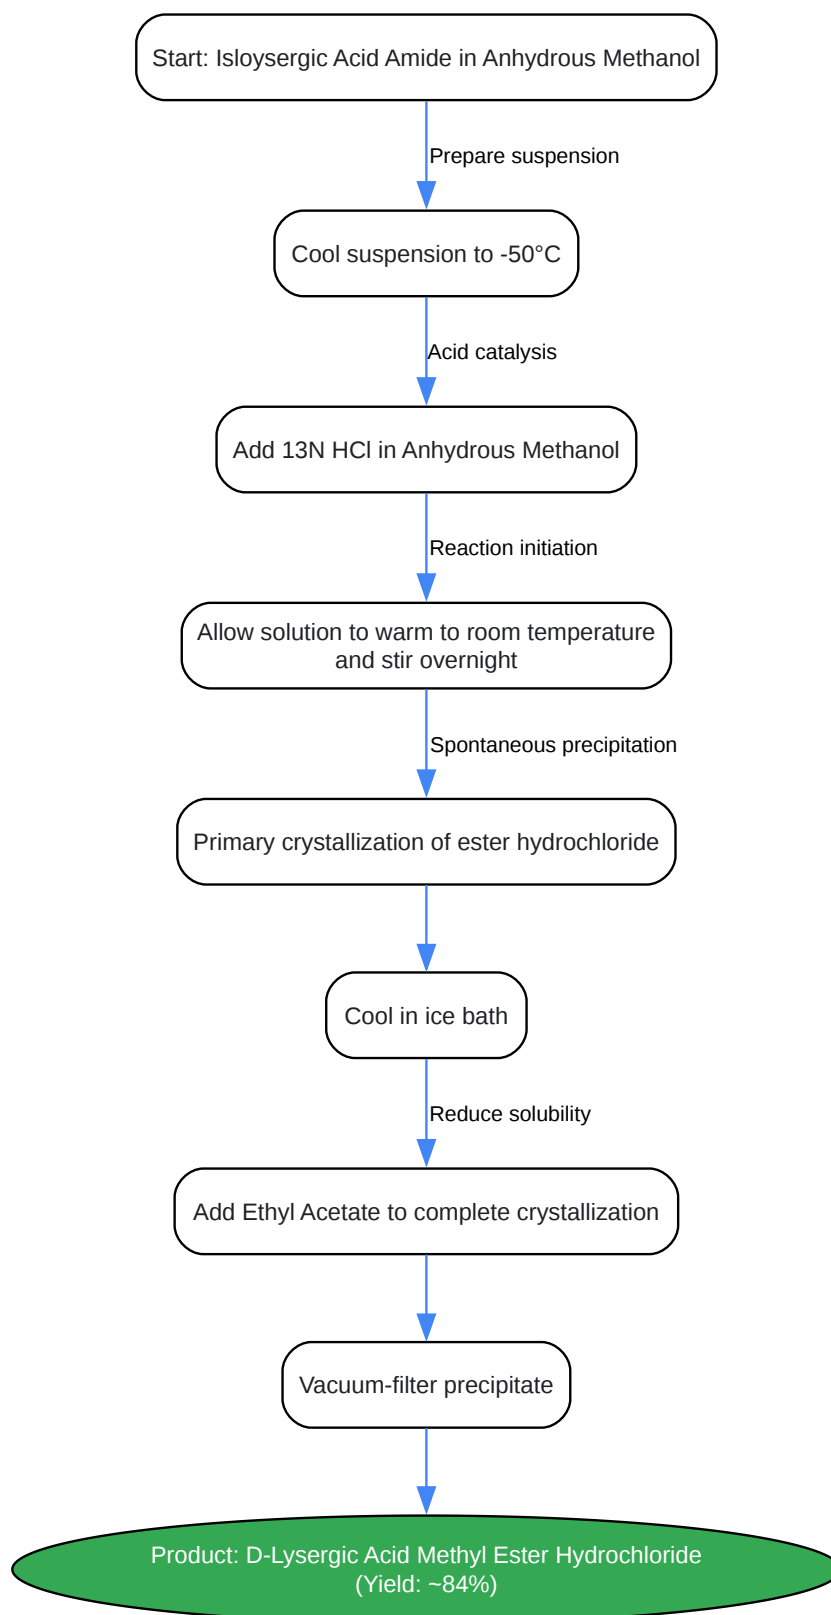 Start: Isloysergic Acid Amide in Anhydrous Methanol
Prepare suspension
Cool suspension to -50°C
Acid catalysis
Add 13N HCl in Anhydrous Methanol
Reaction initiation
Allow solution to warm to room temperature
and stir overnight
Spontaneous precipitation
Primary crystallization of ester hydrochloride
Cool in ice bath
Reduce solubility
Add Ethyl Acetate to complete crystallization
Vacuum-filter precipitate
Product: D-Lysergic Acid Methyl Ester Hydrochloride
(Yield: ~84%)